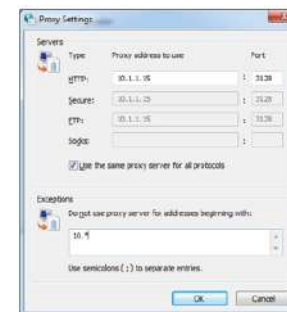 Proxy Settings
Servers
Type Proxy address to use Port
HTTP: 10.1.1.15 : 3128
Secure: 10.1.1.15 : 3128
FTP: 10.1.1.15 : 3128
Socks: :
Use the same proxy server for all protocols
Exceptions
Do not use proxy server for addresses beginning with:
10.*
Use semicolons ( ; ) to separate entries.
OK Cancel